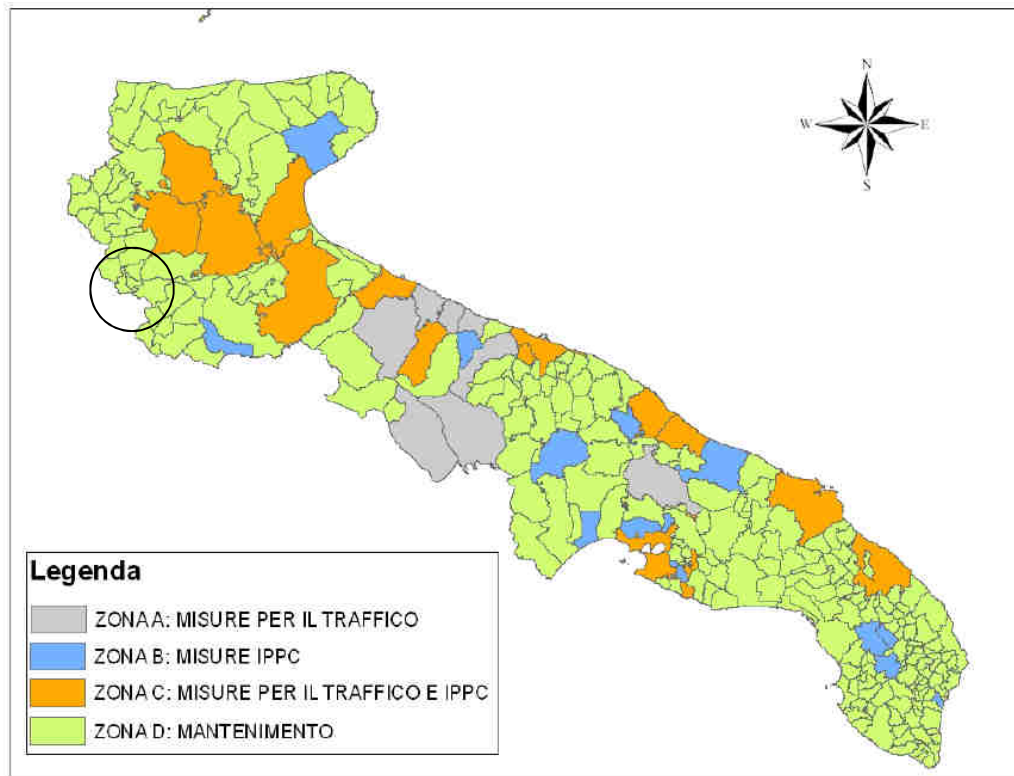 N
W E
S
Legenda
ZONA A: MISURE PER IL TRAFFICO
ZONA B: MISURE IPPC
ZONA C: MISURE PER IL TRAFFICO E IPPC
ZONA D: MANTENIMENTO